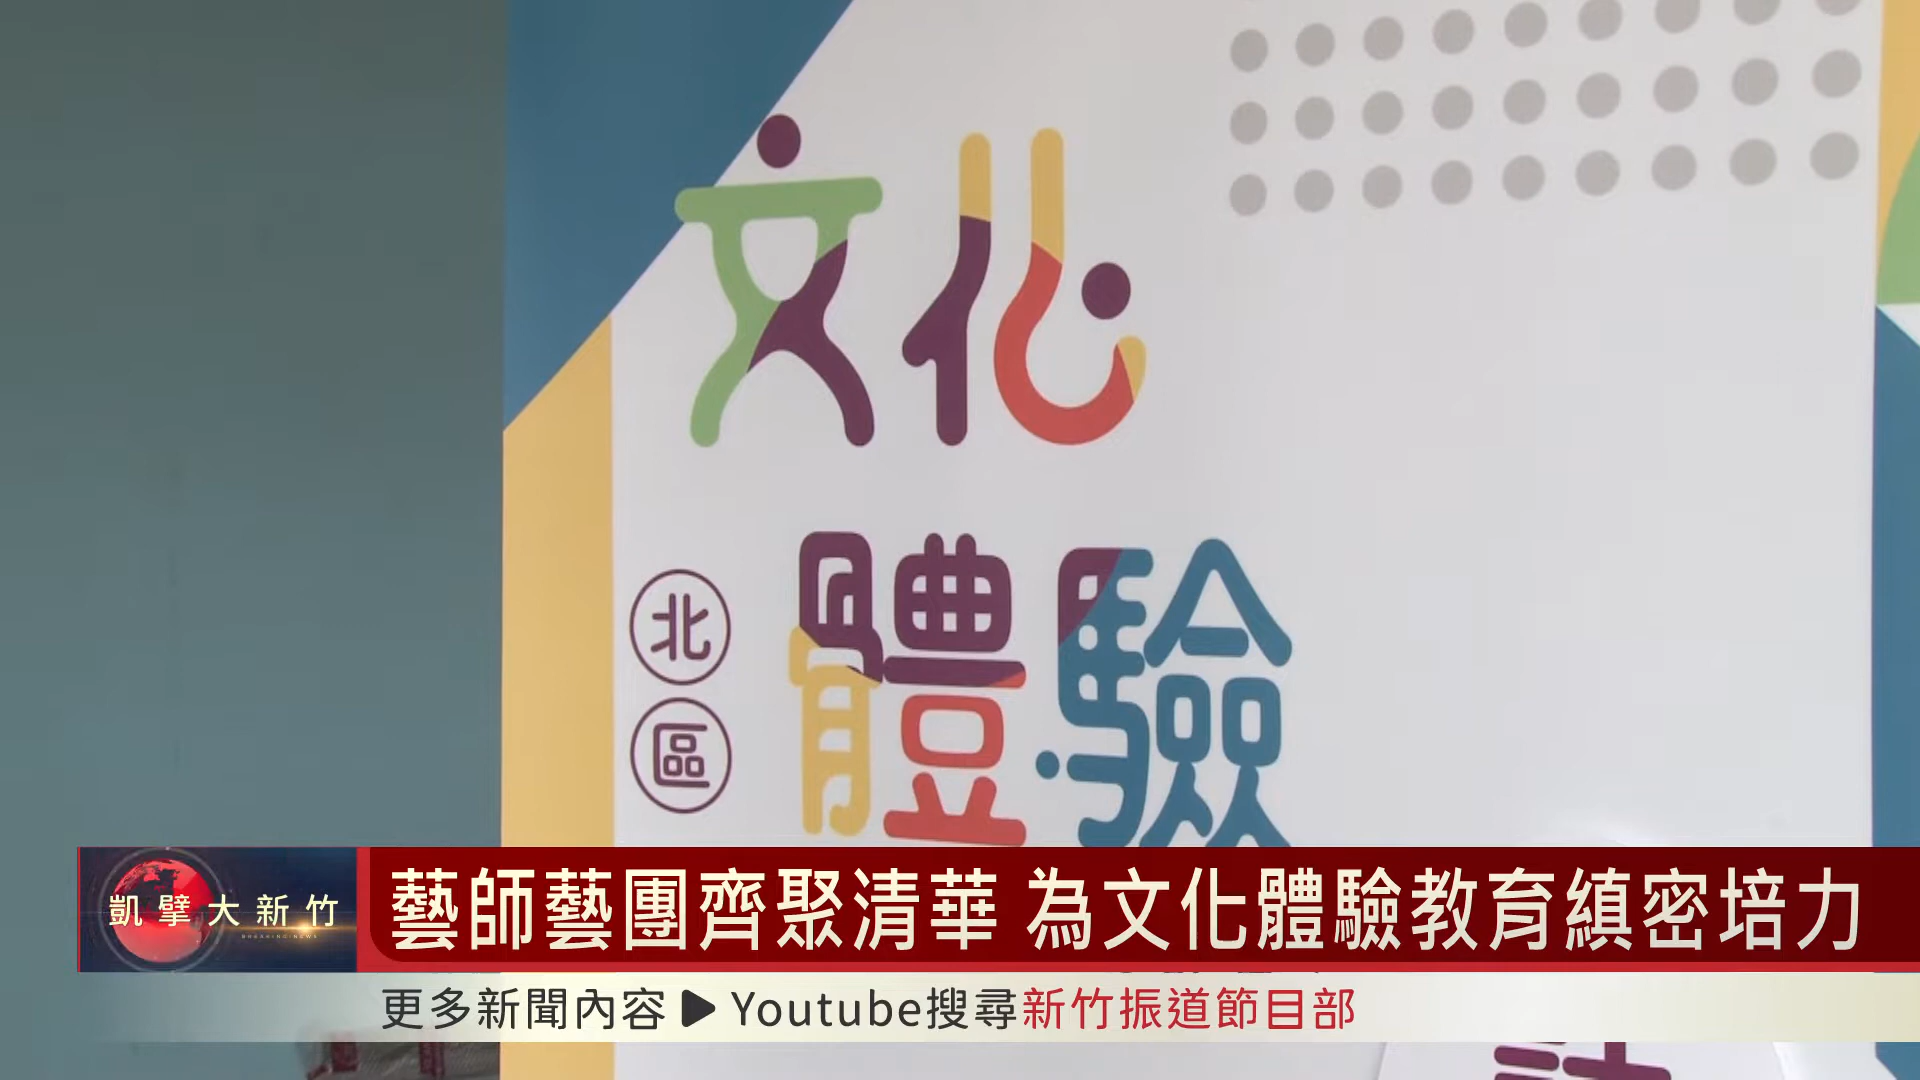 文化
北區
體驗
凱擘大新竹
BREAKING NEWS
藝師藝團齊聚清華 為文化體驗教育縝密培力
更多新聞內容▶Youtube搜尋新竹振道節目部